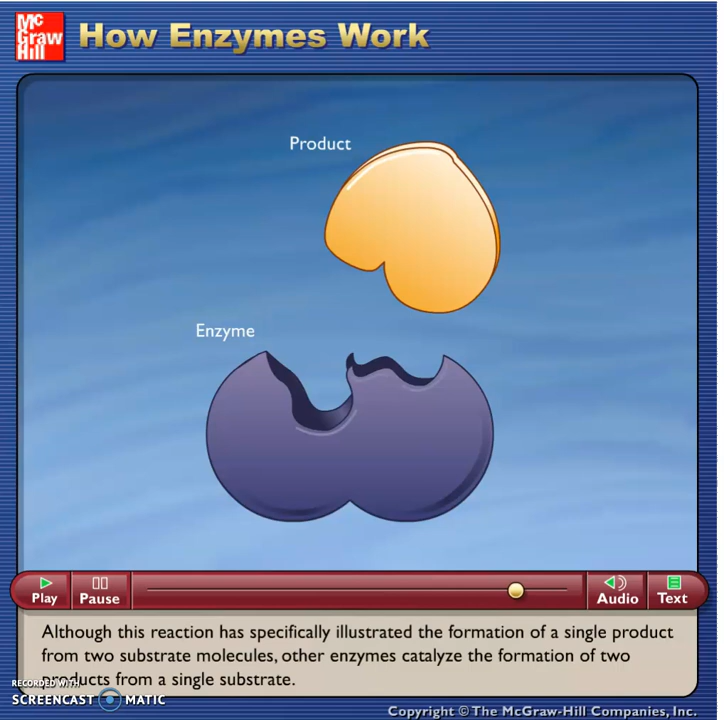 Mc
Graw
Hill
How Enzymes Work
Product
Enzyme
Play
Pause
Audio
Text
Although this reaction has specifically illustrated the formation of a single product
from two substrate molecules, other enzymes catalyze the formation of two
products from a single substrate.
RECORDED WITH
SCREENCAST MATIC
Copyright © The McGraw-Hill Companies, Inc.